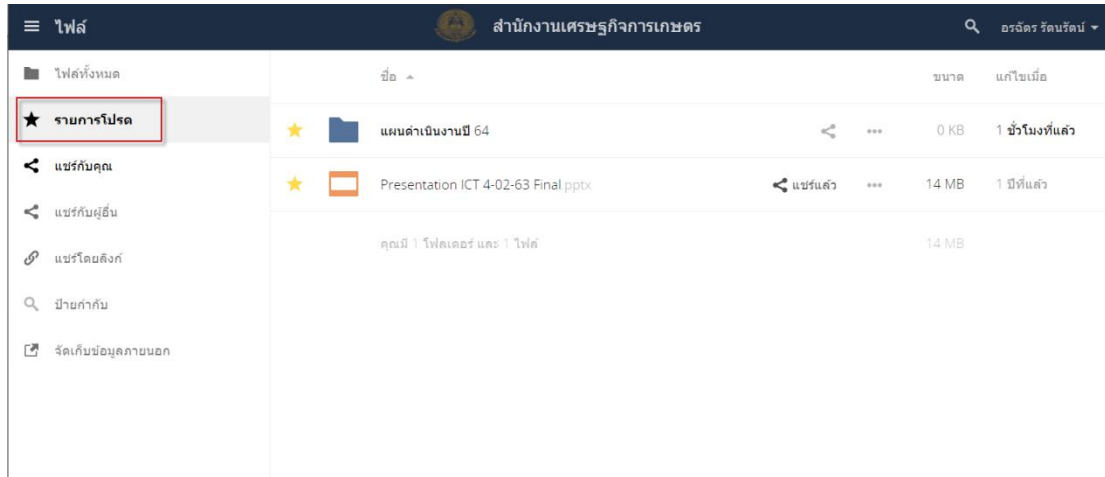 ไฟล์ สำนักงานเศรษฐกิจการเกษตร อรฉัตร รัตนรัตน์
ไฟล์ทั้งหมด ชื่อ ขนาด แก้ไขเมื่อ
รายการโปรด แผนดำเนินงานปี 64 0 KB 1 ชั่วโมงที่แล้ว
แชร์กับคุณ Presentation ICT 4-02-63 Final.pptx แชร์แล้ว 14 MB 1 ปีที่แล้ว
แชร์กับผู้อื่น
คุณมี 1 โฟลเดอร์ และ 1 ไฟล์ 14 MB
แชร์โดยลิงก์
ป้ายกำกับ
จัดเก็บข้อมูลภายนอก